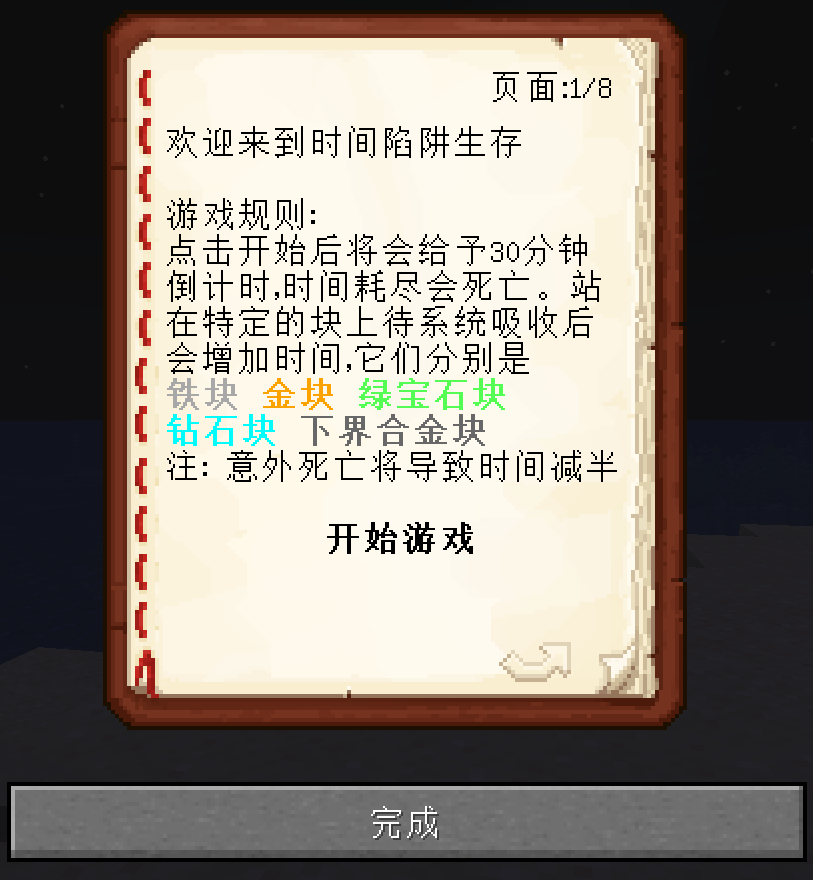 页面:1/8
欢迎来到时间陷阱生存
游戏规则:
点击开始后将会给予30分钟
倒计时,时间耗尽会死亡。站
在特定的块上待系统吸收后
会增加时间,它们分别是
铁块 金块 绿宝石块
钻石块 下界合金块
注: 意外死亡将导致时间减半
开始游戏
完成